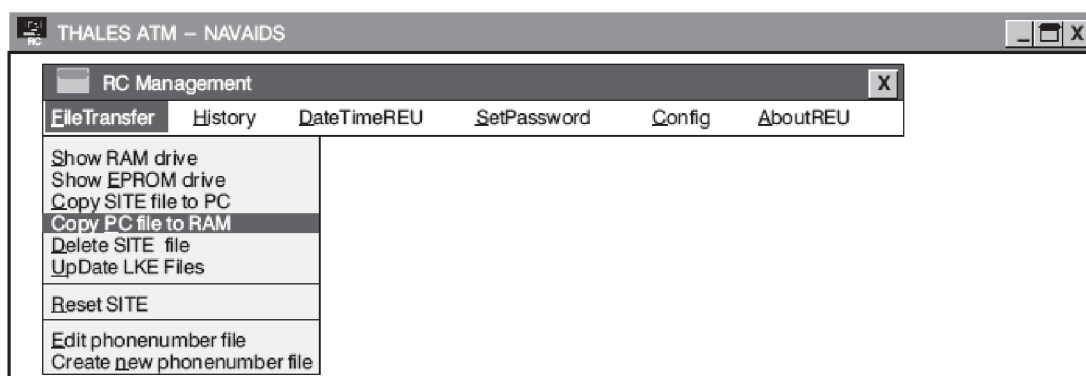 RC
THALES ATM – NAVAIDS
_ X
RC Management X
FileTransfer History DateTimeREU SetPassword Config AboutREU
Show RAM drive
Show EPROM drive
Copy SITE file to PC
Copy PC file to RAM
Delete SITE file
UpDate LKE Files
Reset SITE
Edit phonenumber file
Create new phonenumber file